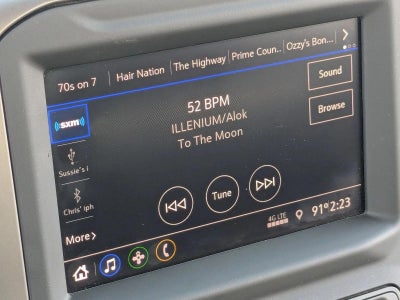 70s on 7 Hair Nation The Highway Prime Coun... Ozzy's Bon...
sxm
52 BPM
Sound
ILLENIUM/Alok
To The Moon
Browse
Sussie's i
Chris' iph
Tune
More
4G LTE
91° 2:23